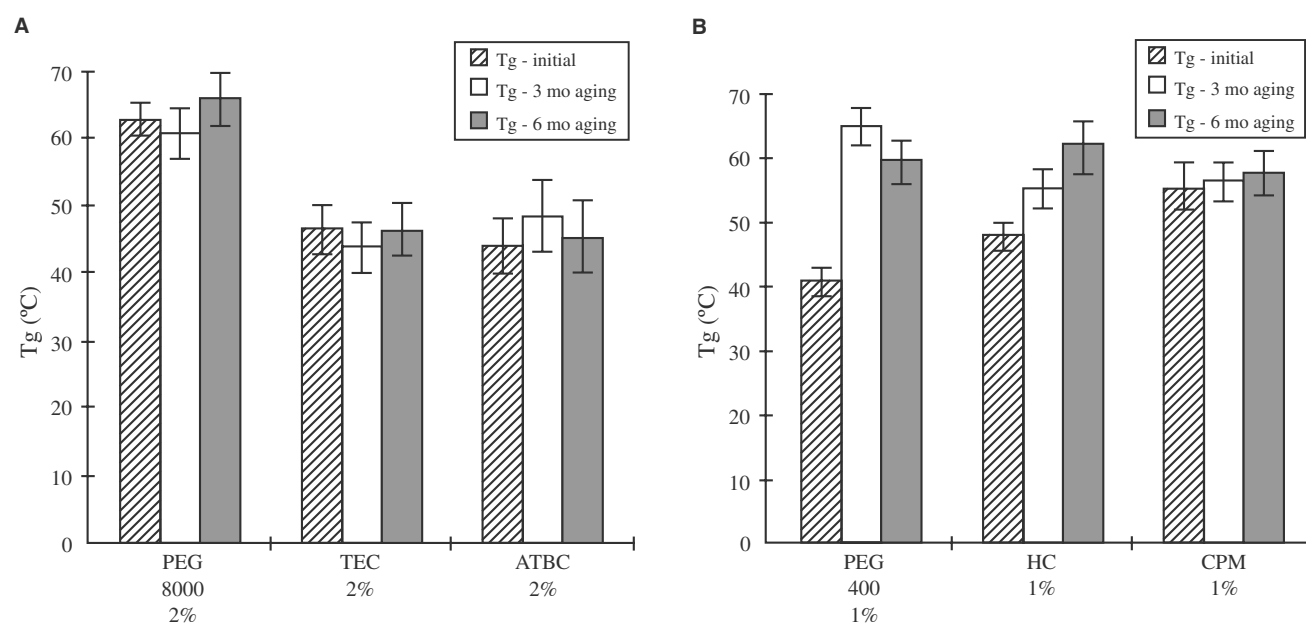 A
Tg - initial
Tg - 3 mo aging
Tg - 6 mo aging
70
60
50
40
30
20
10
0
Tg (ºC)
PEG
8000
2%
TEC
2%
ATBC
2%
B
Tg - initial
Tg - 3 mo aging
Tg - 6 mo aging
70
60
50
40
30
20
10
0
Tg (ºC)
PEG
400
1%
HC
1%
CPM
1%